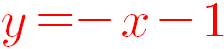 y = − x − 1